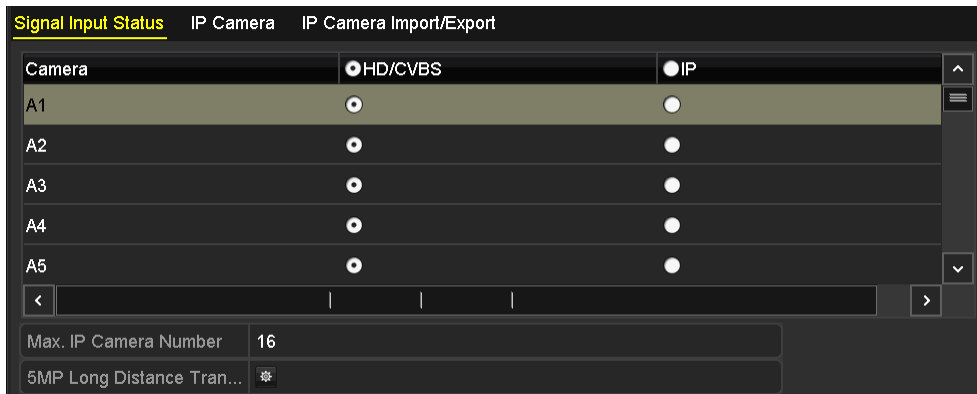 Signal Input Status IP Camera IP Camera Import/Export
Camera HD/CVBS IP
A1
A2
A3
A4
A5
Max. IP Camera Number 16
5MP Long Distance Tran...